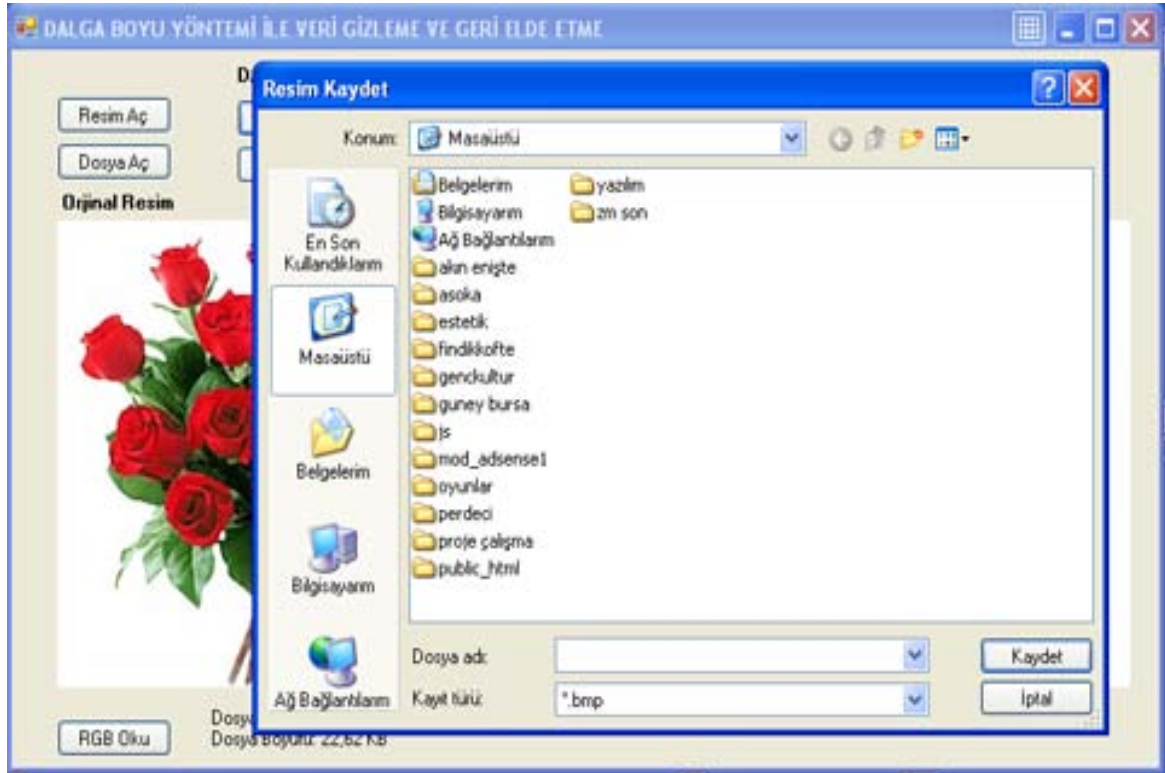 DALGA BOYU YÖNTEMİ İLE VERİ GİZLEME VE GERİ ELDE ETME
Resim Aç
Dosya Aç
Orjinal Resim
Resim Kaydet
Konum:
Masaüstü
En Son
Kullandıklarım
Masaüstü
Belgelerim
Bilgisayarım
Ağ Bağlantılarım
Belgelerim
Bilgisayarım
Ağ Bağlantılarım
akın enişte
asoka
estetik
findikkofte
genckultur
guney bursa
js
mod_adsense1
oyunlar
perdeci
proje çalışma
public_html
yazılım
zm son
Dosya adı:
Kaydet
Kayıt türü:
*.bmp
İptal
RGB Oku
Dosya Boyutu: 22,62 KB